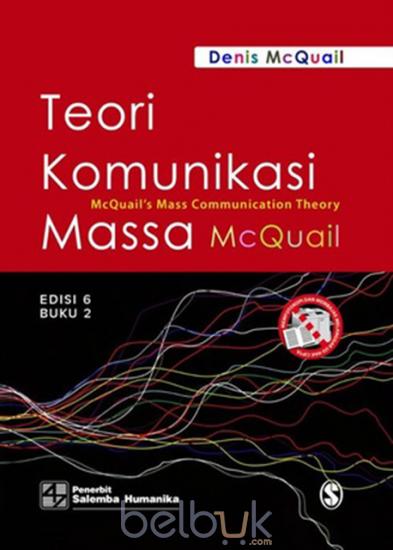 Denis McQuail
Teori
Komunikasi
McQuail's Mass Communication Theory
Massa McQuail
EDISI 6
BUKU 2
Penerbit
Salemba Humanika
belbuk
.com